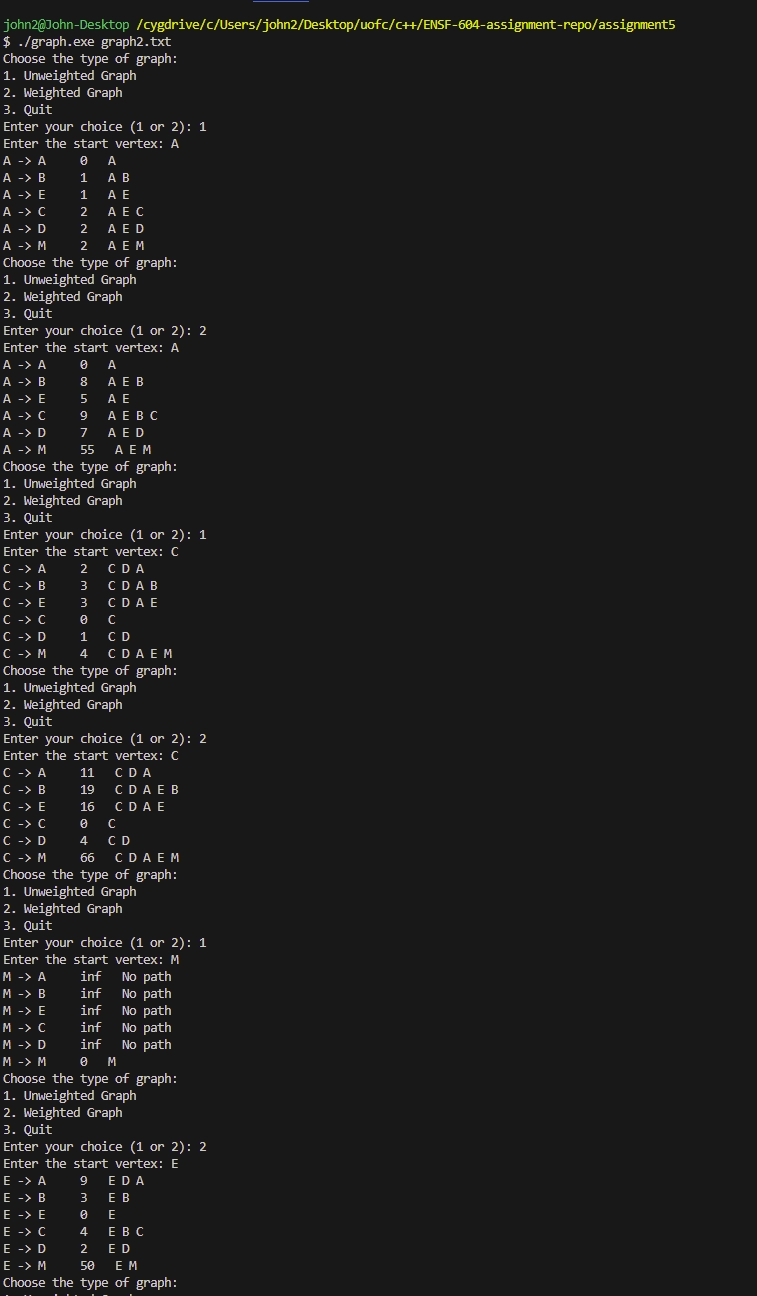 john2@John-Desktop /cygdrive/c/Users/john2/Desktop/uofc/c++/ENSF-604-assignment-repo/assignment5
$ ./graph.exe graph2.txt
Choose the type of graph:
1. Unweighted Graph
2. Weighted Graph
3. Quit
Enter your choice (1 or 2): 1
Enter the start vertex: A
A -> A     0   A
A -> B     1   A B
A -> E     1   A E
A -> C     2   A E C
A -> D     2   A E D
A -> M     2   A E M
Choose the type of graph:
1. Unweighted Graph
2. Weighted Graph
3. Quit
Enter your choice (1 or 2): 2
Enter the start vertex: A
A -> A     0   A
A -> B     8   A E B
A -> E     5   A E
A -> C     9   A E B C
A -> D     7   A E D
A -> M     55   A E M
Choose the type of graph:
1. Unweighted Graph
2. Weighted Graph
3. Quit
Enter your choice (1 or 2): 1
Enter the start vertex: C
C -> A     2   C D A
C -> B     3   C D A B
C -> E     3   C D A E
C -> C     0   C
C -> D     1   C D
C -> M     4   C D A E M
Choose the type of graph:
1. Unweighted Graph
2. Weighted Graph
3. Quit
Enter your choice (1 or 2): 2
Enter the start vertex: C
C -> A     11   C D A
C -> B     19   C D A E B
C -> E     16   C D A E
C -> C     0   C
C -> D     4   C D
C -> M     66   C D A E M
Choose the type of graph:
1. Unweighted Graph
2. Weighted Graph
3. Quit
Enter your choice (1 or 2): 1
Enter the start vertex: M
M -> A     inf   No path
M -> B     inf   No path
M -> E     inf   No path
M -> C     inf   No path
M -> D     inf   No path
M -> M     0   M
Choose the type of graph:
1. Unweighted Graph
2. Weighted Graph
3. Quit
Enter your choice (1 or 2): 2
Enter the start vertex: E
E -> A     9   E D A
E -> B     3   E B
E -> E     0   E
E -> C     4   E B C
E -> D     2   E D
E -> M     50   E M
Choose the type of graph: